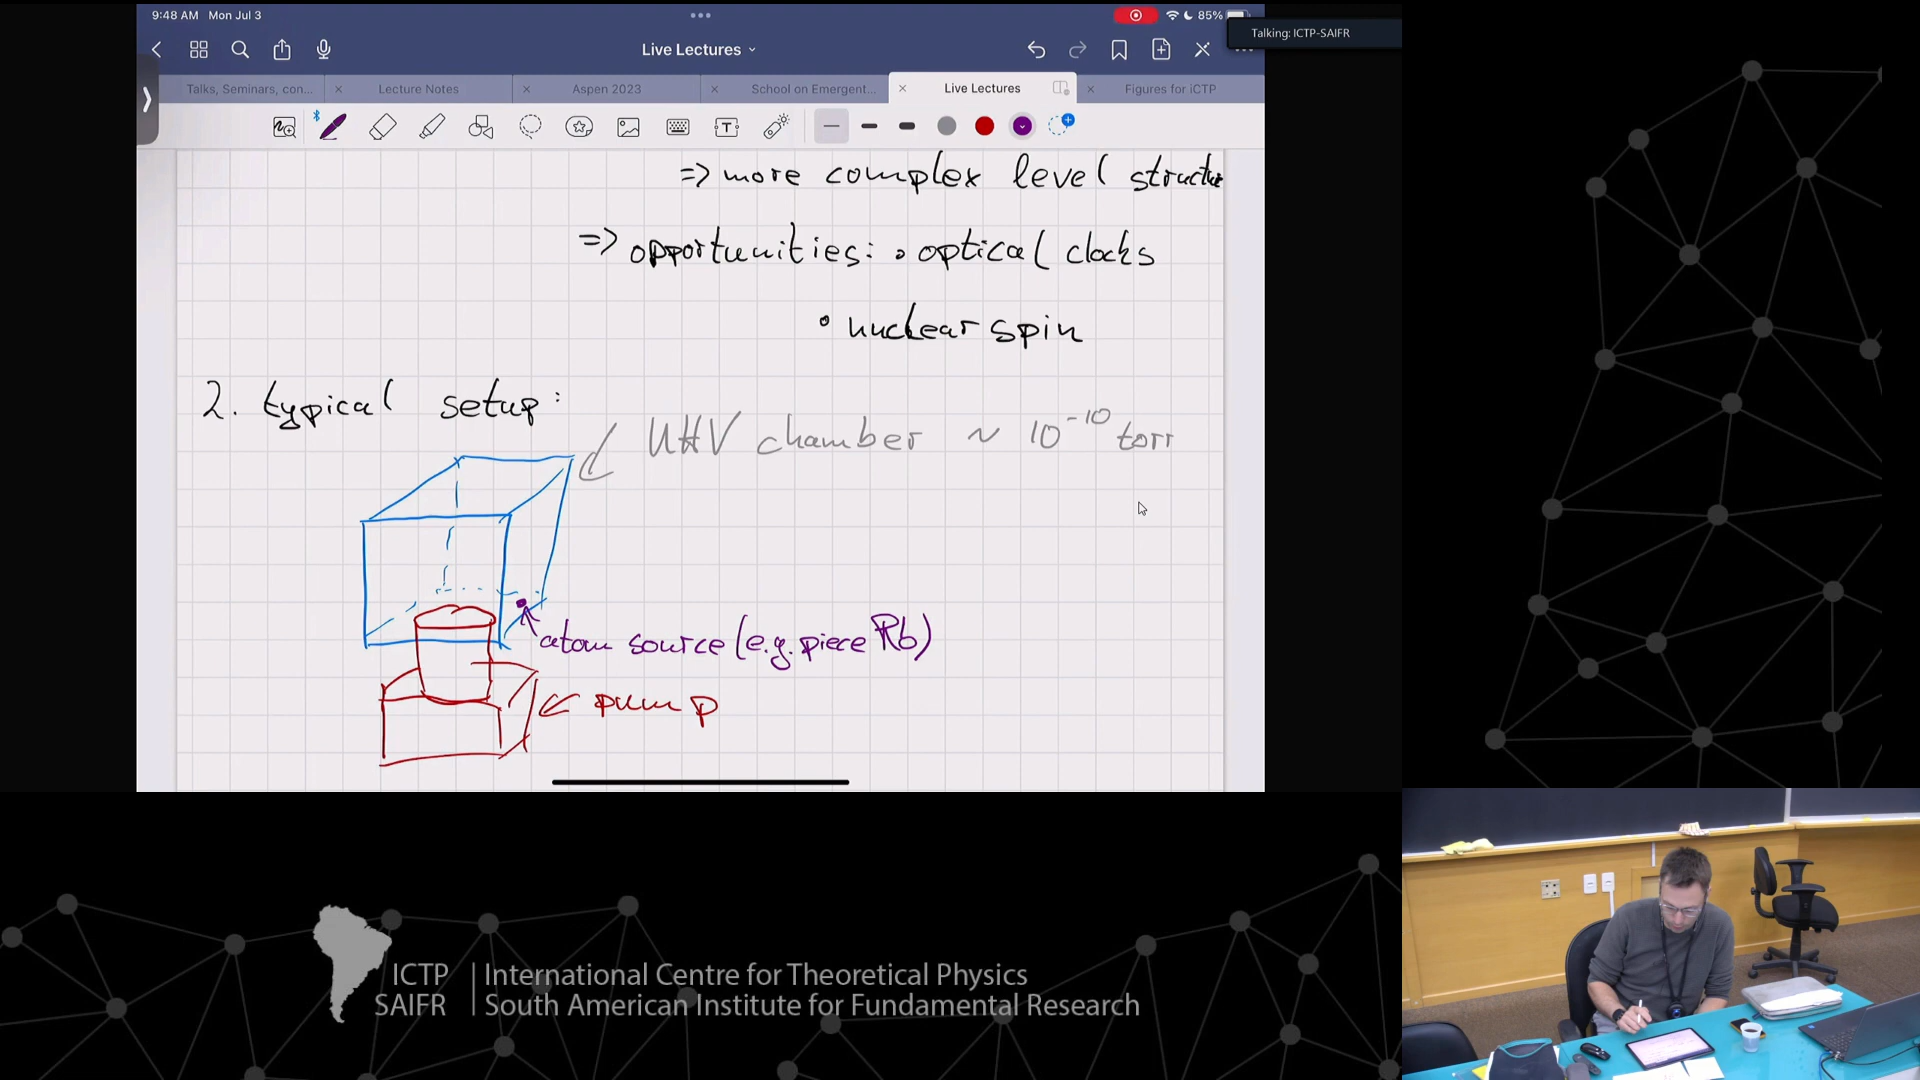 9:48 AM Mon Jul 3
85%
Talking: ICTP-SAIFR
Live Lectures
Talks, Seminars, con...
Lecture Notes
Aspen 2023
School on Emergent...
Live Lectures
Figures for iCTP
=> more complex level structure
=> opportunities: • optical clocks
• nuclear spin
2. typical setup:
UHV chamber ~ 10⁻¹⁰ torr
atom source (e.g. piece Rb)
pump
ICTP | International Centre for Theoretical Physics
SAIFR | South American Institute for Fundamental Research